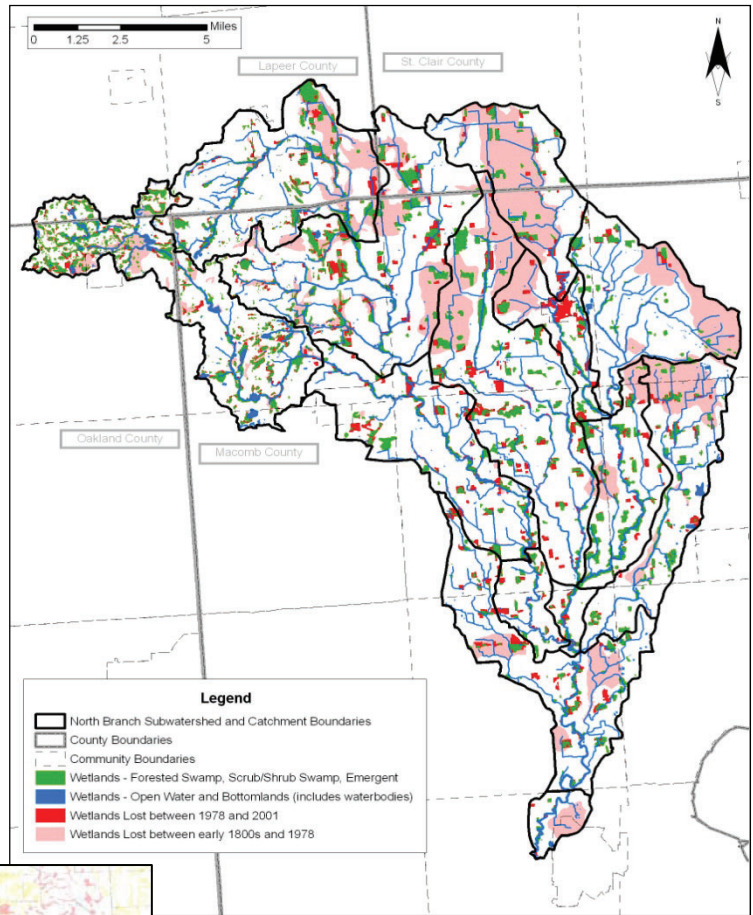 Miles
0 1.25 2.5 5
Lapeer County
St. Clair County
N
S
Oakland County
Macomb County
Legend
North Branch Subwatershed and Catchment Boundaries
County Boundaries
Community Boundaries
Wetlands - Forested Swamp, Scrub/Shrub Swamp, Emergent
Wetlands - Open Water and Bottomlands (includes waterbodies)
Wetlands Lost between 1978 and 2001
Wetlands Lost between early 1800s and 1978